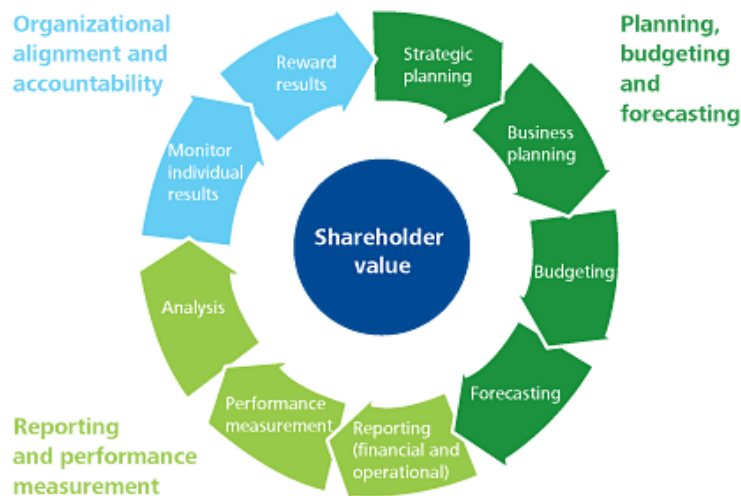 Organizational
alignment and
accountability
Planning,
budgeting
and
forecasting
Reward
results
Strategic
planning
Business
planning
Budgeting
Forecasting
Reporting
(financial and
operational)
Performance
measurement
Analysis
Monitor
individual
results
Shareholder
value
Reporting
and performance
measurement